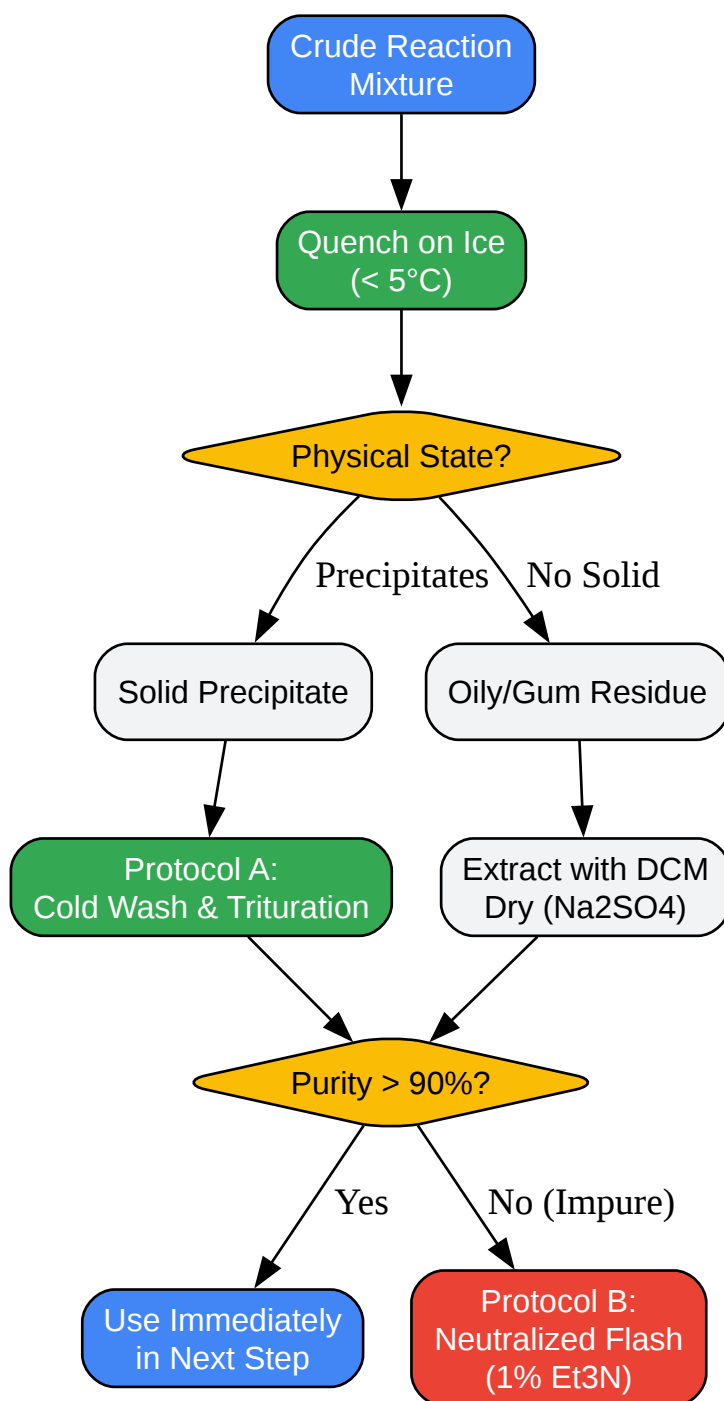 Crude Reaction
Mixture
Quench on Ice
(< 5°C)
Physical State?
Precipitates
No Solid
Solid Precipitate
Oily/Gum Residue
Protocol A:
Cold Wash & Trituration
Extract with DCM
Dry (Na2SO4)
Purity > 90%?
Yes
No (Impure)
Use Immediately
in Next Step
Protocol B:
Neutralized Flash
(1% Et3N)